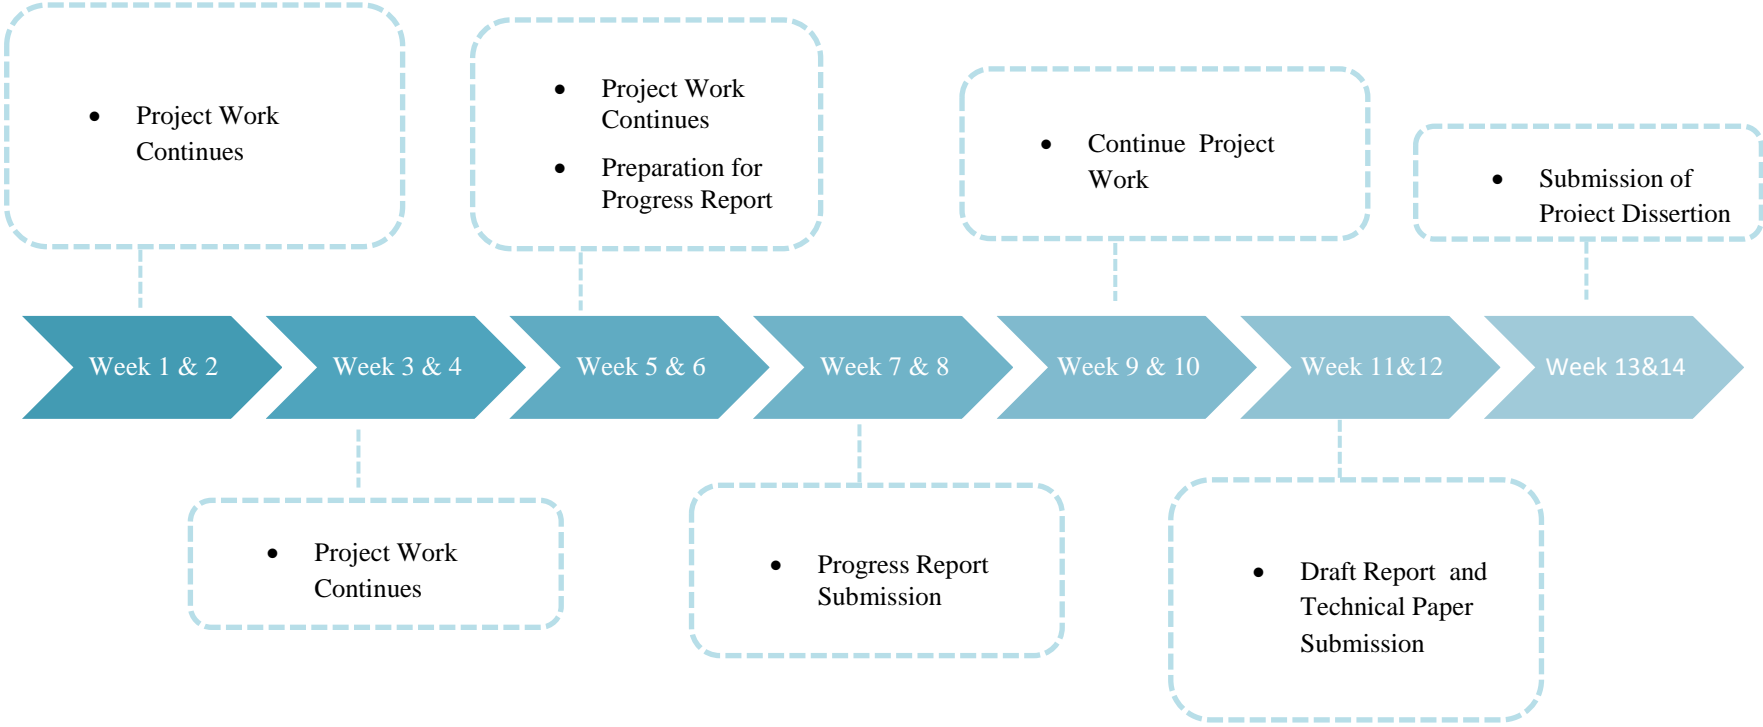 • Project Work
Continues
• Project Work
Continues
• Preparation for
Progress Report
• Continue Project
Work
• Submission of
Project Dissertion
Week 1 & 2
Week 3 & 4
Week 5 & 6
Week 7 & 8
Week 9 & 10
Week 11&12
Week 13&14
• Project Work
Continues
• Progress Report
Submission
• Draft Report and
Technical Paper
Submission